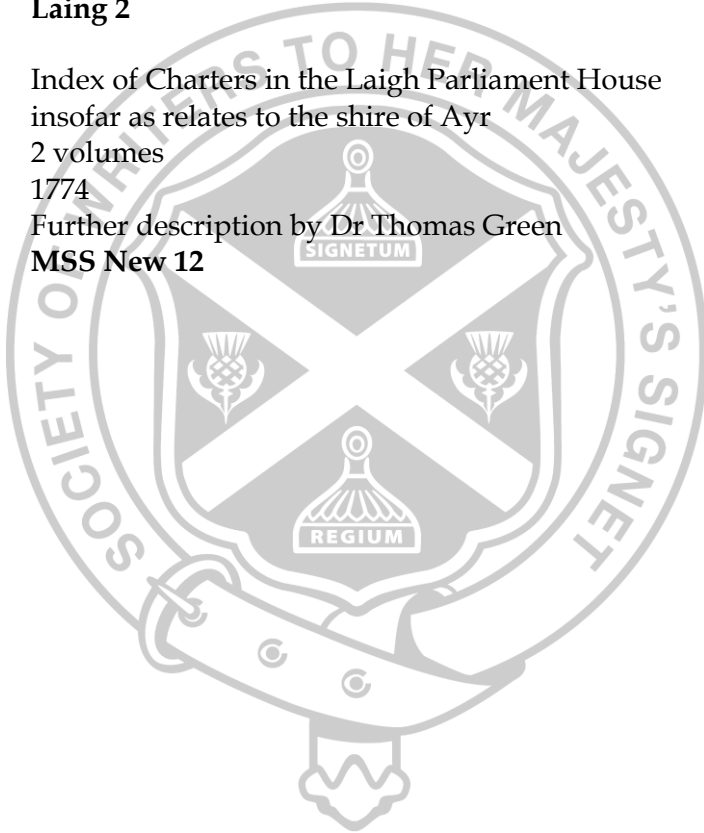 Laing 2
Index of Charters in the Laigh Parliament House
insofar as relates to the shire of Ayr
2 volumes
1774
Further description by Dr Thomas Green
MSS New 12
SOCIETY OF WRITERS TO HER MAJESTY'S SIGNET
SIGNETUM
REGIUM